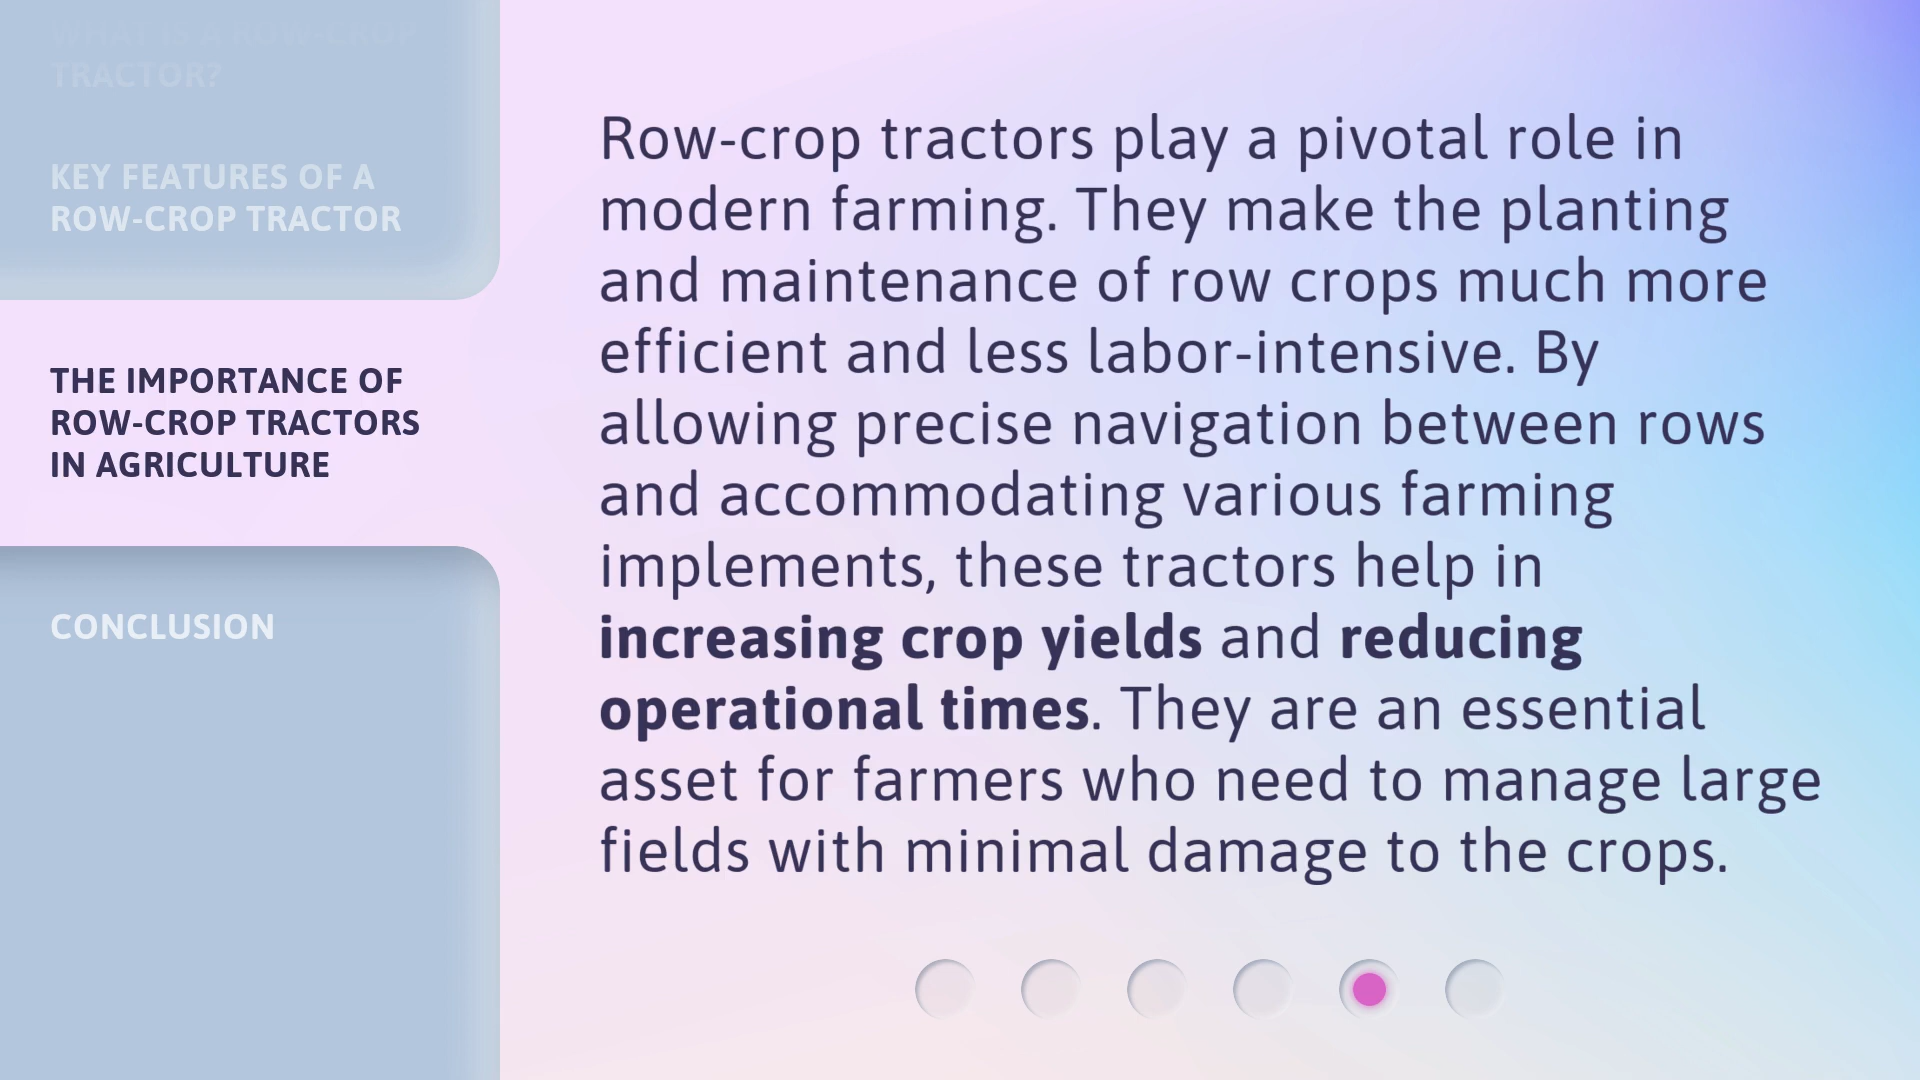 WHAT IS A ROW-CROP
TRACTOR?
KEY FEATURES OF A
ROW-CROP TRACTOR
THE IMPORTANCE OF
ROW-CROP TRACTORS
IN AGRICULTURE
CONCLUSION
Row-crop tractors play a pivotal role in
modern farming. They make the planting
and maintenance of row crops much more
efficient and less labor-intensive. By
allowing precise navigation between rows
and accommodating various farming
implements, these tractors help in
increasing crop yields and reducing
operational times. They are an essential
asset for farmers who need to manage large
fields with minimal damage to the crops.